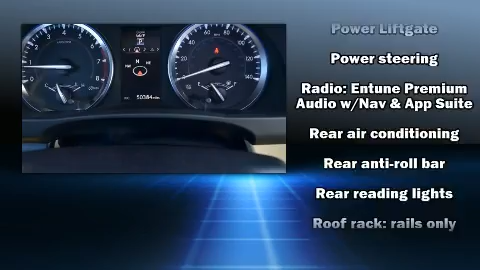 Power Liftgate
Power steering
Radio: Entune Premium
Audio w/Nav & App Suite
Rear air conditioning
Rear anti-roll bar
Rear reading lights
Roof rack: rails only
50384